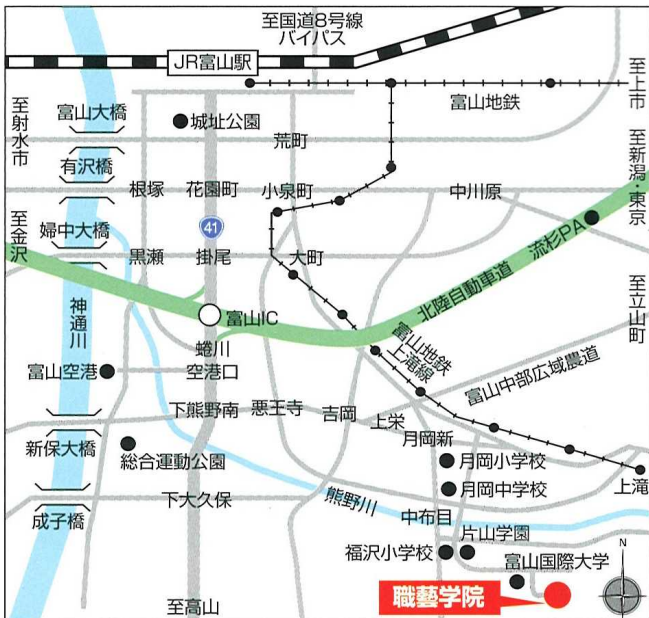 至国道8号線
バイパス
JR富山駅
至上市
富山地鉄
至射水市
富山大橋
城址公園
荒町
有沢橋
至新潟・東京
根塚
花園町
小泉町
中川原
至金沢
婦中大橋
41
流杉PA
黒瀬
掛尾
大町
北陸自動車道
至立山町
神通川
富山IC
蜷川
富山地鉄
上滝線
富山空港
空港口
富山中部広域農道
下熊野南
悪王寺
吉岡
上栄
月岡新
新保大橋
総合運動公園
月岡小学校
上滝
月岡中学校
下大久保
熊野川
中布目
成子橋
片山学園
福沢小学校
富山国際大学
N
職藝学院
至高山